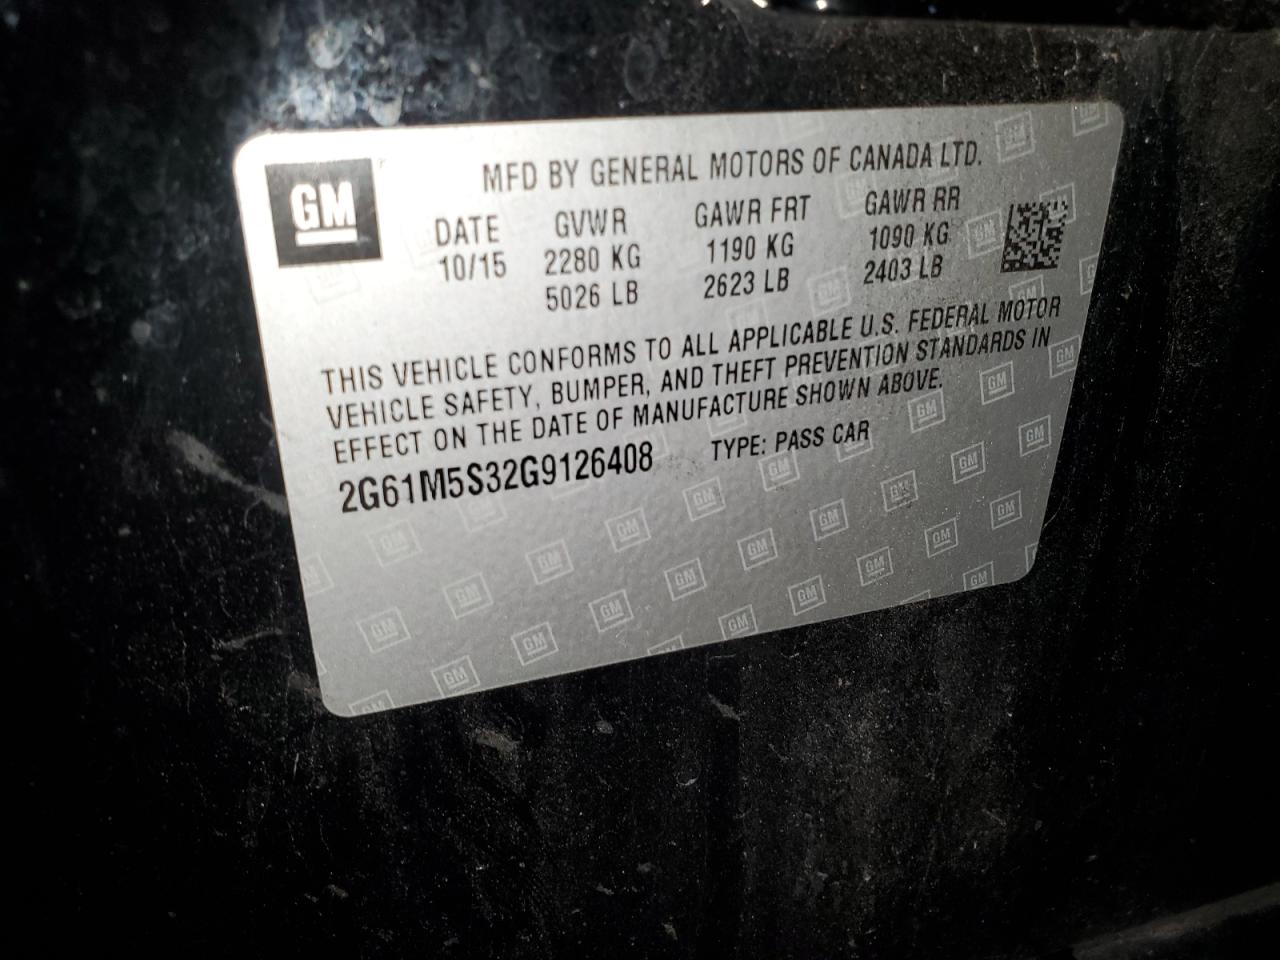 GM
MFD BY GENERAL MOTORS OF CANADA LTD.
DATE GVWR GAWR FRT GAWR RR
10/15 2280 KG 1190 KG 1090 KG
5026 LB 2623 LB 2403 LB
THIS VEHICLE CONFORMS TO ALL APPLICABLE U.S. FEDERAL MOTOR
VEHICLE SAFETY, BUMPER, AND THEFT PREVENTION STANDARDS IN
EFFECT ON THE DATE OF MANUFACTURE SHOWN ABOVE.
2G61M5S32G9126408 TYPE: PASS CAR